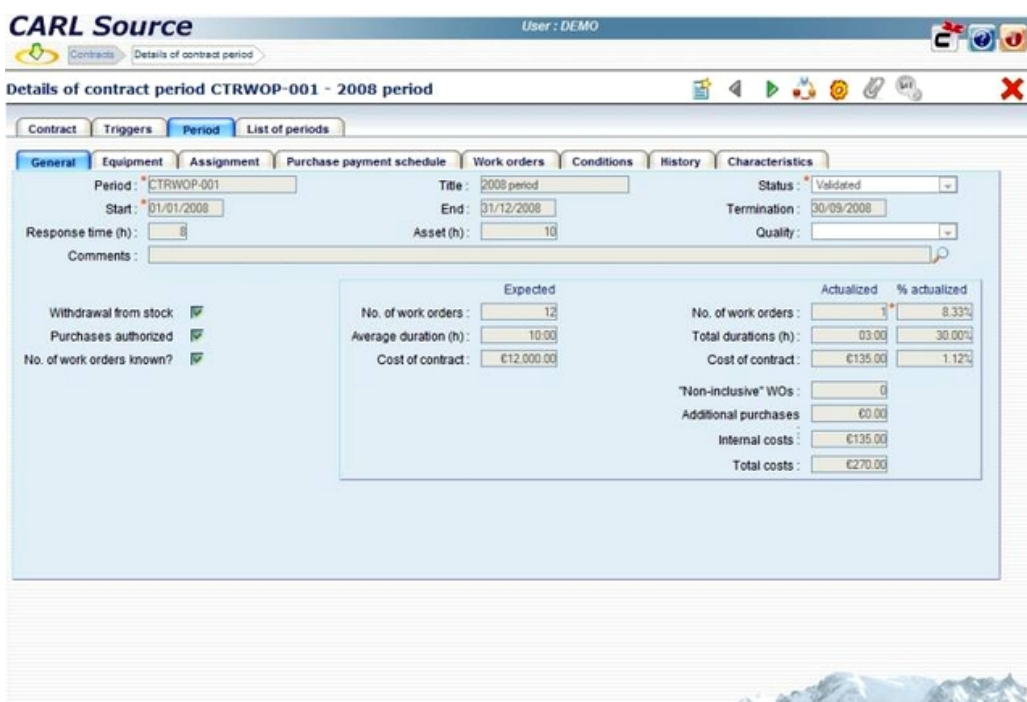 CARL Source
User : DEMO
Contracts
Details of contract period
Details of contract period CTRWOP-001 - 2008 period
Contract Triggers Period List of periods
General Equipment Assignment Purchase payment schedule Work orders Conditions History Characteristics
Period : * CTRWOP-001 Title : 2008 period Status : * Validated
Start : * 01/01/2008 End : 31/12/2008 Termination : 30/09/2008
Response time (h) : 8 Asset (h) : 10 Quality :
Comments :
Expected Actualized % actualized
Withdrawal from stock No. of work orders : 12 No. of work orders : 1 * 8.33%
Purchases authorized Average duration (h) : 10:00 Total durations (h) : 03:00 30.00%
No. of work orders known? Cost of contract : €12,000.00 Cost of contract : €135.00 1.12%
"Non-inclusive" WOs : 0
Additional purchases : €0.00
Internal costs : €135.00
Total costs : €270.00